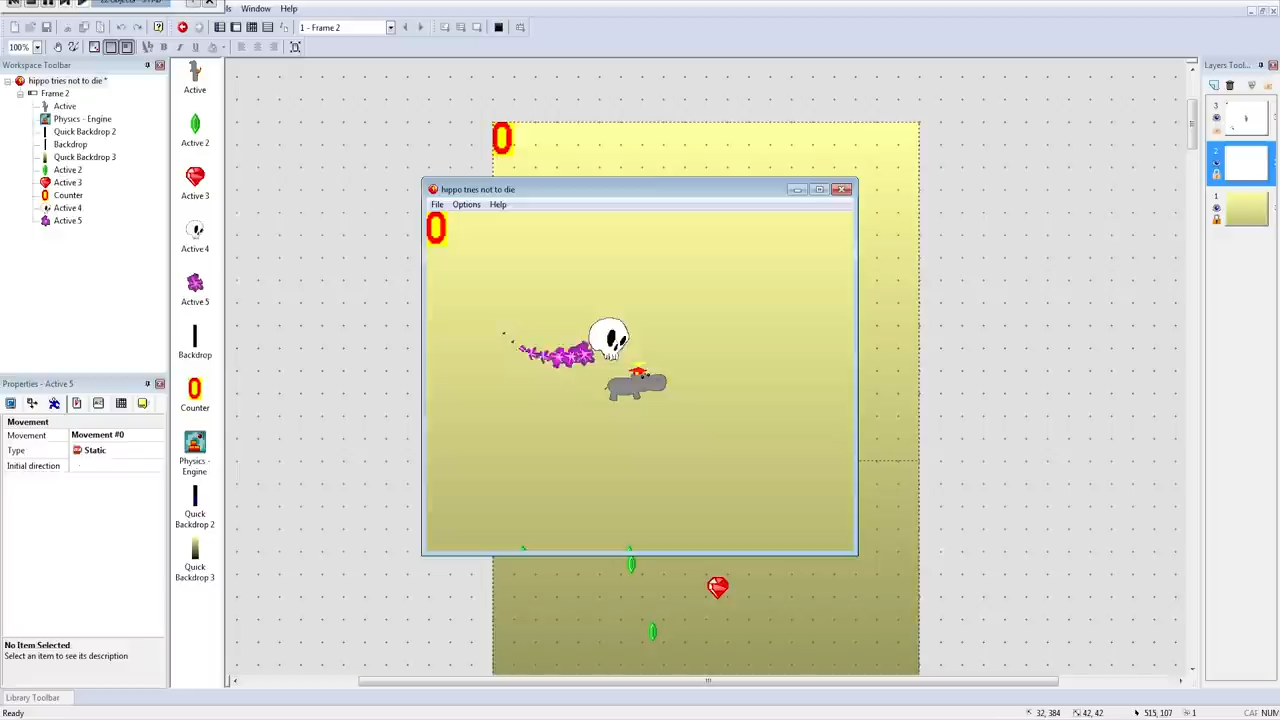 ls Window Help
1 - Frame 2
100%
Workspace Toolbar
hippo tries not to die *
Frame 2
Active
Physics - Engine
Quick Backdrop 2
Backdrop
Quick Backdrop 3
Active 2
Active 3
Counter
Active 4
Active 5
Properties - Active 5
Movement
Movement Movement #0
Type Static
Initial direction
No Item Selected
Select an item to see its description
Library Toolbar
Ready
Active
Active 2
Active 3
Active 4
Active 5
Backdrop
0
Counter
Physics -
Engine
Quick
Backdrop 2
Quick
Backdrop 3
0
hippo tries not to die
File Options Help
0
Layers Tool...
3
2
1
32, 384
42, 42
515, 107
1
CAF NUM